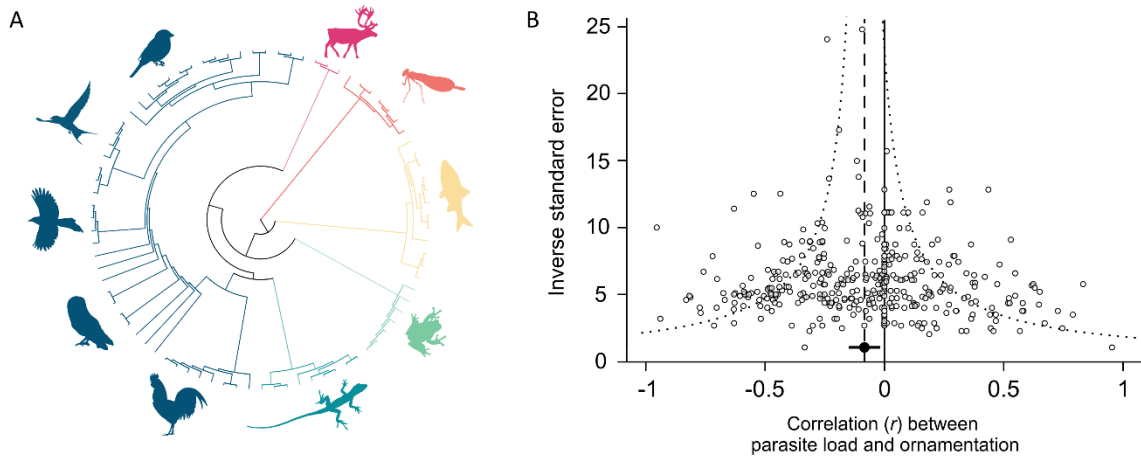 A
B
Inverse standard error
25
20
15
10
5
0
-1
-0.5
0
0.5
1
Correlation (r) between
parasite load and ornamentation